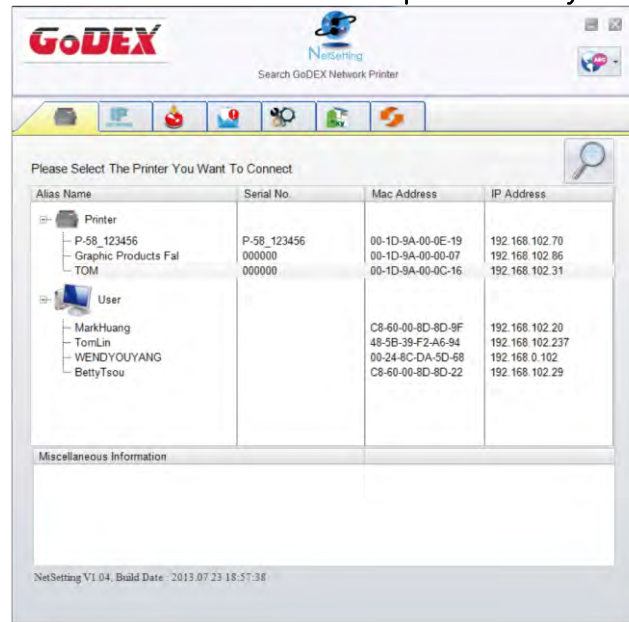 GoDEX
NetSetting
Search GoDEX Network Printer
Please Select The Printer You Want To Connect
Alias Name Serial No. Mac Address IP Address
Printer
P-58_123456 P-58_123456 00-1D-9A-00-0E-19 192.168.102.70
Graphic Products Fal 000000 00-1D-9A-00-00-07 192.168.102.86
TOM 000000 00-1D-9A-00-0C-16 192.168.102.31
User
MarkHuang C8-60-00-8D-8D-9F 192.168.102.20
TomLin 48-5B-39-F2-A6-94 192.168.102.237
WENDYOUYANG 00-24-8C-DA-5D-68 192.168.0.102
BettyTsou C8-60-00-8D-8D-22 192.168.102.29
Miscellaneous Information
NetSetting V1.04, Build Date : 2013.07.23 18:57:38